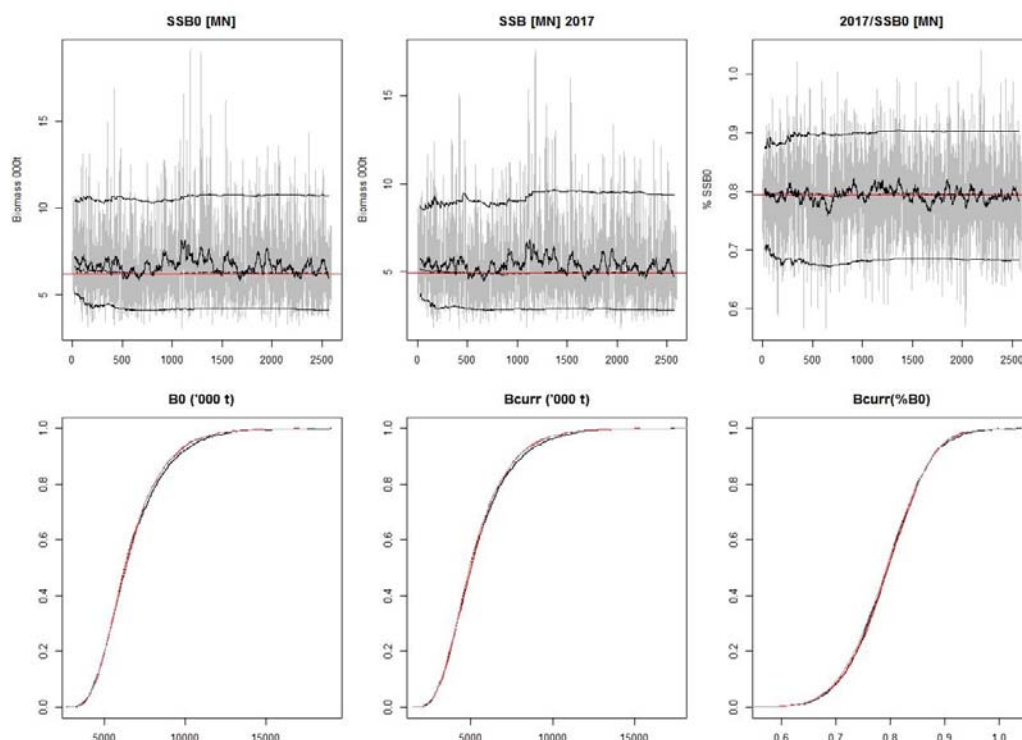 SSB0 [MN]
SSB [MN] 2017
2017/SSB0 [MN]
Biomass 000t
5 10 15
0 500 1000 1500 2000 2500
Biomass 000t
5 10 15
0 500 1000 1500 2000 2500
% SSB0
0.6 0.7 0.8 0.9 1.0
0 500 1000 1500 2000 2500
B0 ('000 t)
Bcurr ('000 t)
Bcurr(%B0)
0.0 0.2 0.4 0.6 0.8 1.0
5000 10000 15000
0.0 0.2 0.4 0.6 0.8 1.0
5000 10000 15000
0.0 0.2 0.4 0.6 0.8 1.0
0.6 0.7 0.8 0.9 1.0